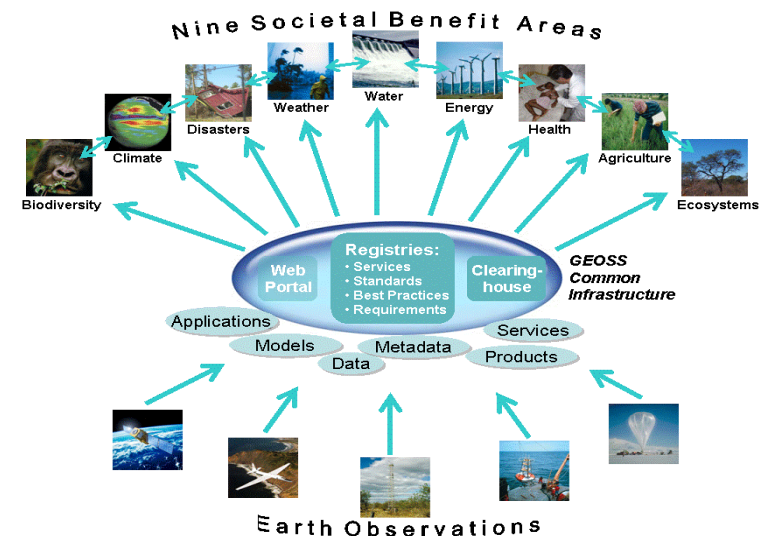 Nine Societal Benefit Areas
Weather
Water
Energy
Disasters
Health
Climate
Agriculture
Biodiversity
Ecosystems
Registries:
• Services
• Standards
• Best Practices
• Requirements
Web
Portal
Clearing-
house
GEOSS
Common
Infrastructure
Applications
Models
Data
Metadata
Services
Products
Earth Observations